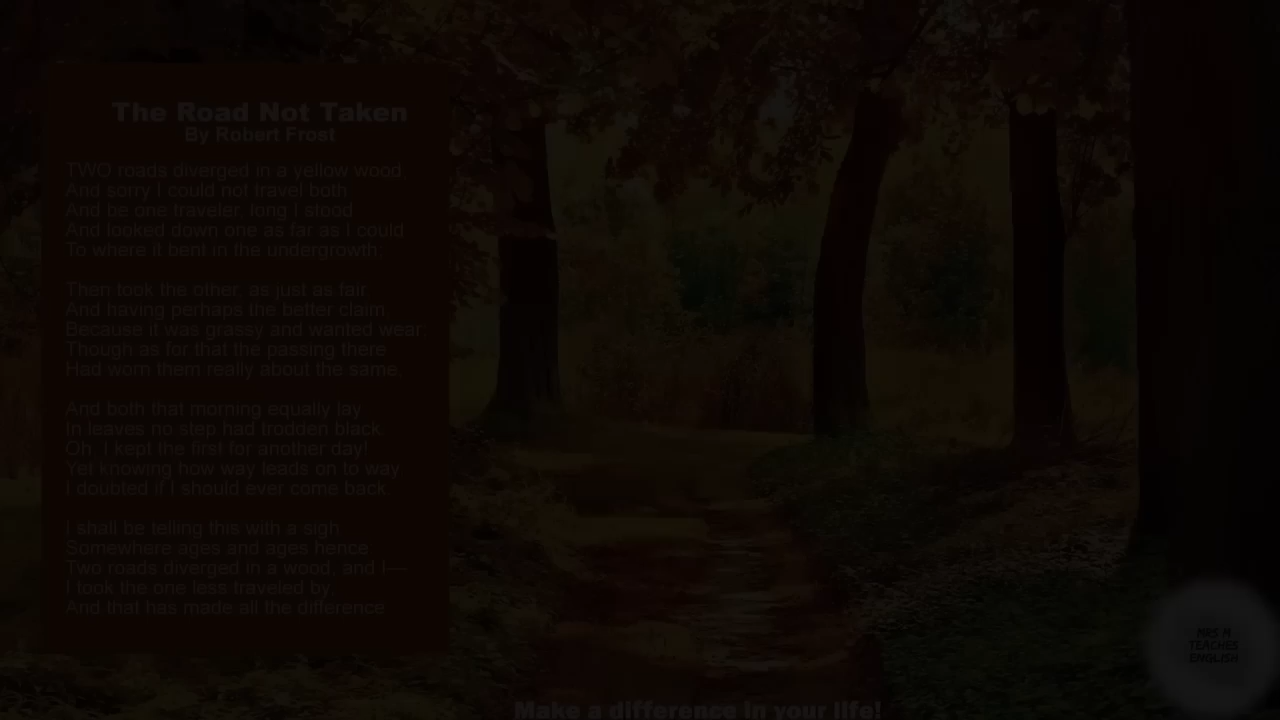 The Road Not Taken
By Robert Frost
TWO roads diverged in a yellow wood,
And sorry I could not travel both
And be one traveler, long I stood
And looked down one as far as I could
To where it bent in the undergrowth

Then took the other, as just as fair
And having perhaps the better claim,
Because it was grassy and wanted wear;
Though as for that the passing there
Had worn them really about the same,

And both that morning equally lay
In leaves no step had trodden black.
Oh, I kept the first for another day!
Yet knowing how way leads on to way
I doubted if I should ever come back.

I shall be telling this with a sigh
Somewhere ages and ages hence
Two roads diverged in a wood, and I—
I took the one less traveled by,
And that has made all the difference
Make a difference in your life!
MRS M
TEACHES
ENGLISH